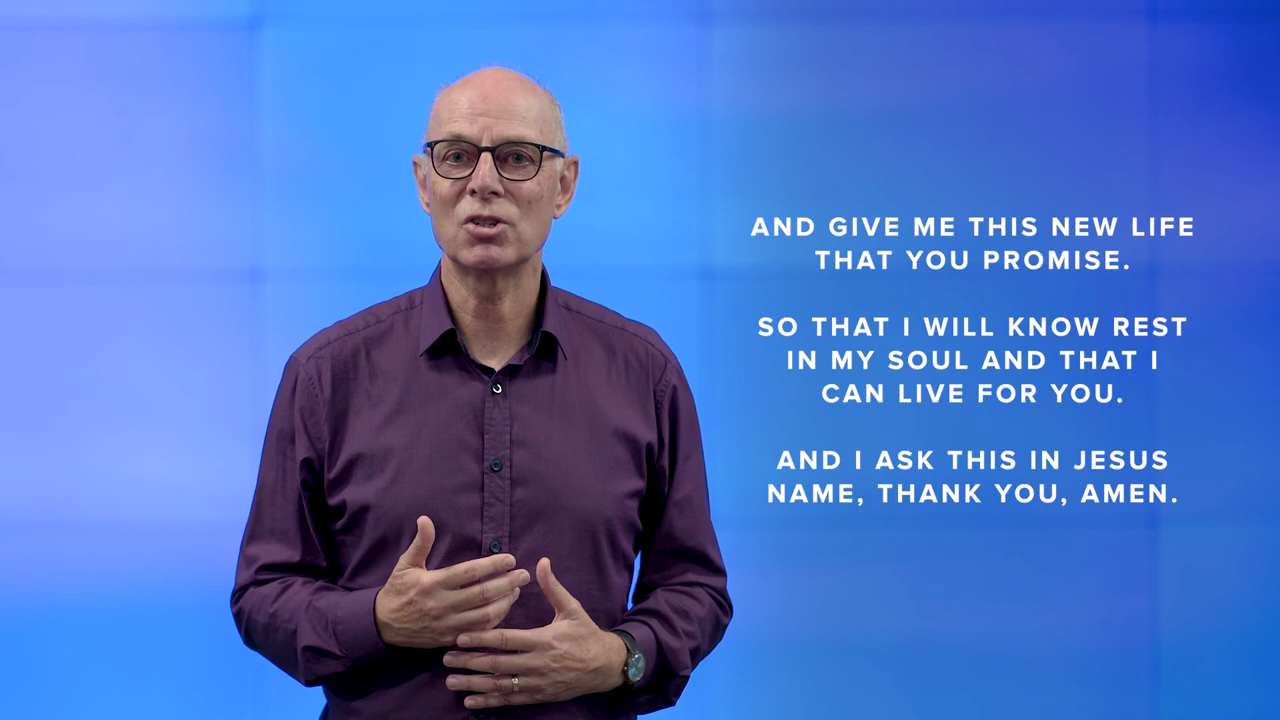 AND GIVE ME THIS NEW LIFE
THAT YOU PROMISE.
SO THAT I WILL KNOW REST
IN MY SOUL AND THAT I
CAN LIVE FOR YOU.
AND I ASK THIS IN JESUS
NAME, THANK YOU, AMEN.